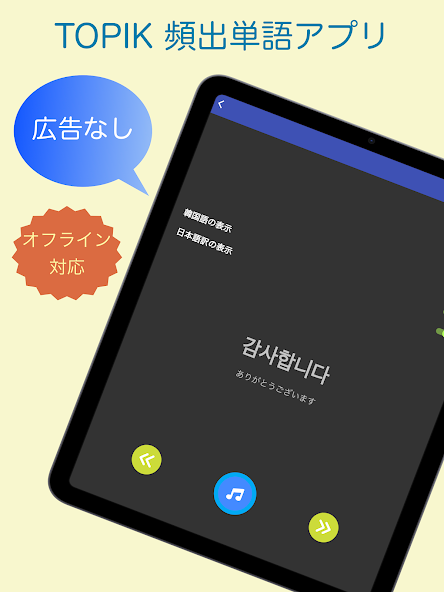 TOPIK 頻出単語アプリ
広告なし
オフライン
対応
韓国語の表示
日本語訳の表示
감사합니다
ありがとうございます